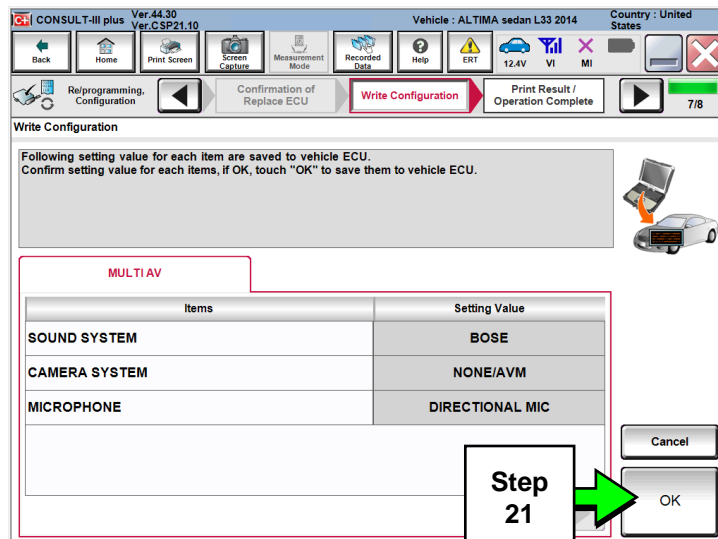 C+ CONSULT-III plus Ver.44.30
Ver.CSP21.10
Vehicle : ALTIMA sedan L33 2014
Country : United
States
Back
Home
Print Screen
Screen
Capture
Measurement
Mode
Recorded
Data
Help
ERT
12.4V
VI
MI
Re/programming,
Configuration
Confirmation of
Replace ECU
Write Configuration
Print Result /
Operation Complete
7/8
Write Configuration
Following setting value for each item are saved to vehicle ECU.
Confirm setting value for each items, if OK, touch "OK" to save them to vehicle ECU.
MULTI AV
Items Setting Value
SOUND SYSTEM BOSE
CAMERA SYSTEM NONE/AVM
MICROPHONE DIRECTIONAL MIC
Cancel
Step
21
OK